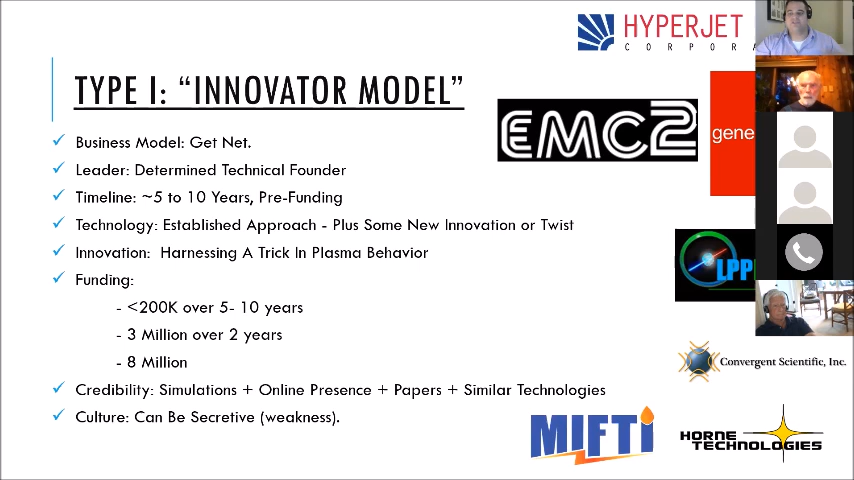 HYPERJET
CORPORA
TYPE I: “INNOVATOR MODEL”
EMC2
gene
✓ Business Model: Get Net.
✓ Leader: Determined Technical Founder
✓ Timeline: ~5 to 10 Years, Pre-Funding
✓ Technology: Established Approach - Plus Some New Innovation or Twist
✓ Innovation:  Harnessing A Trick In Plasma Behavior
✓ Funding:
- <200K over 5- 10 years
- 3 Million over 2 years
- 8 Million
✓ Credibility: Simulations + Online Presence + Papers + Similar Technologies
✓ Culture: Can Be Secretive (weakness).
LPP
Convergent Scientific, Inc.
MIFTI
HORNE
TECHNOLOGIES